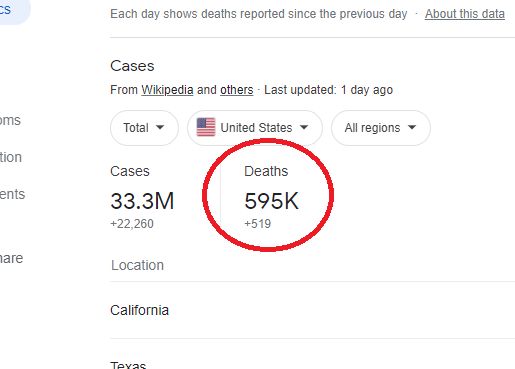 cs
Each day shows deaths reported since the previous day · About this data
Cases
From Wikipedia and others · Last updated: 1 day ago
oms
Total United States All regions
tion
Cases Deaths
ents
33.3M 595K
+22,260 +519
nare
Location
California
Texas